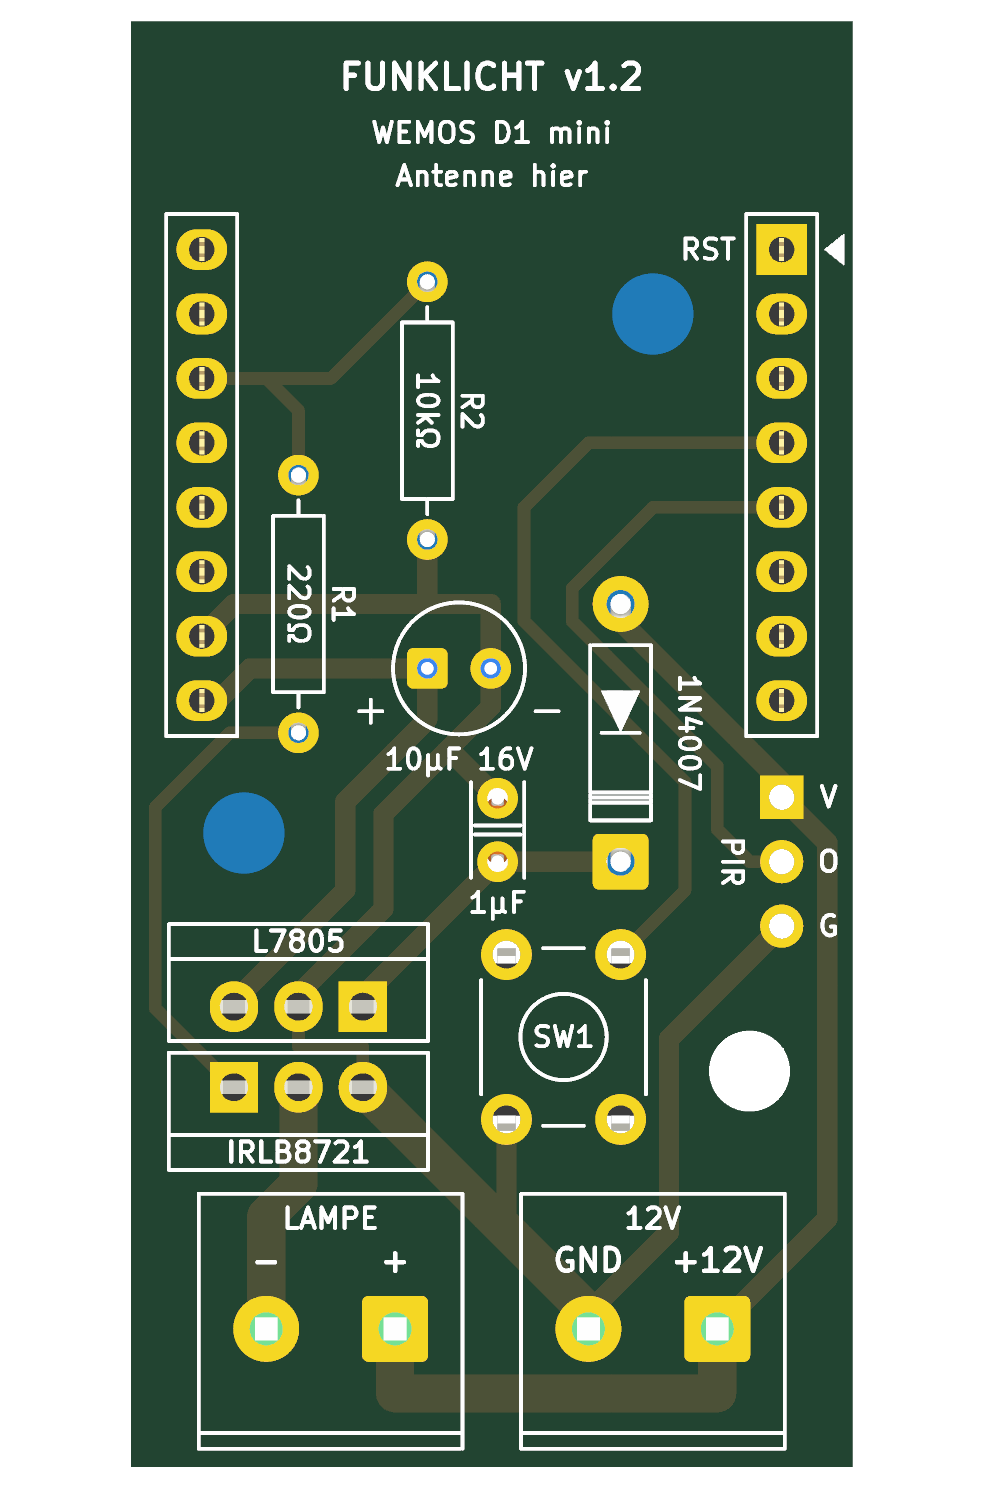 FUNKLICHT v1.2
WEMOS D1 mini
Antenne hier
RST
R2
10kΩ
R1
220Ω
1N4007
+ −
10µF 16V
V
PIR
O
1µF
G
L7805
SW1
IRLB8721
LAMPE
12V
- +
GND +12V